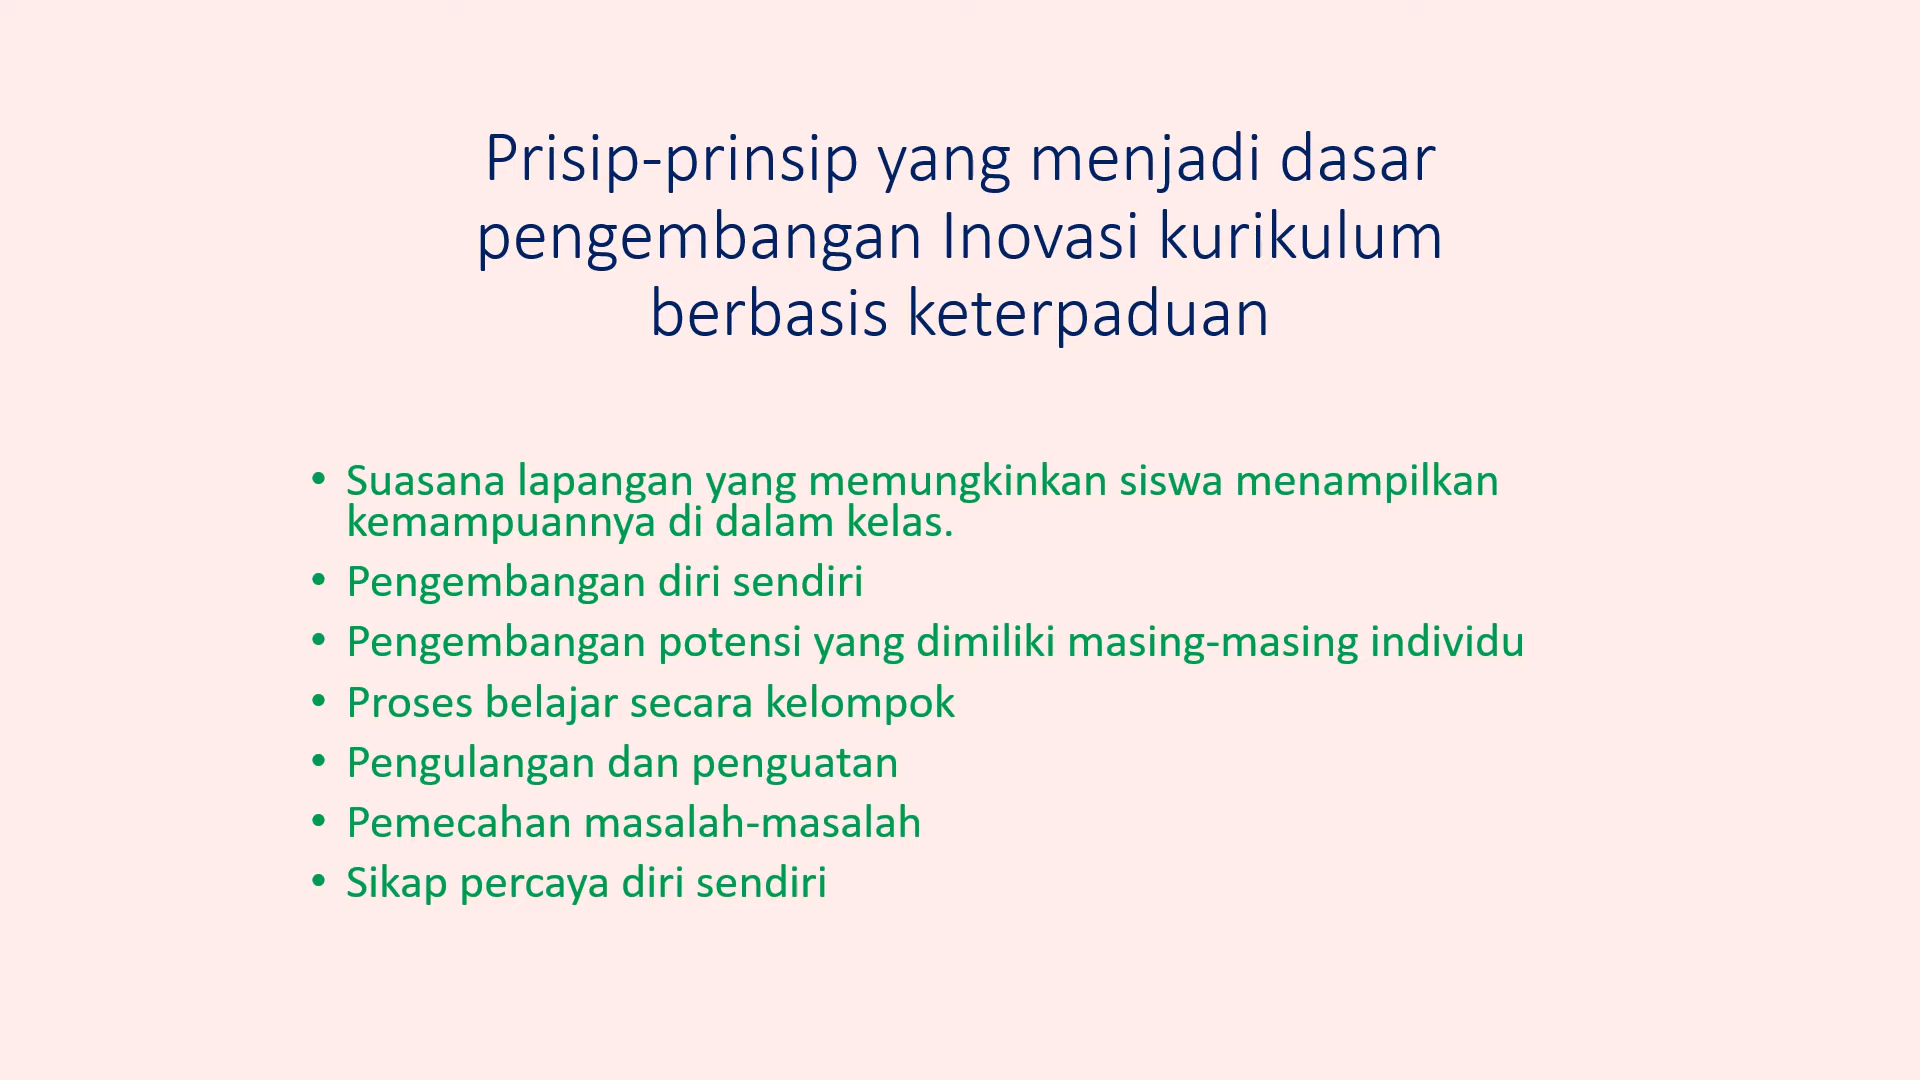 Prisip-prinsip yang menjadi dasar
pengembangan Inovasi kurikulum
berbasis keterpaduan
• Suasana lapangan yang memungkinkan siswa menampilkan
kemampuannya di dalam kelas.
• Pengembangan diri sendiri
• Pengembangan potensi yang dimiliki masing-masing individu
• Proses belajar secara kelompok
• Pengulangan dan penguatan
• Pemecahan masalah-masalah
• Sikap percaya diri sendiri